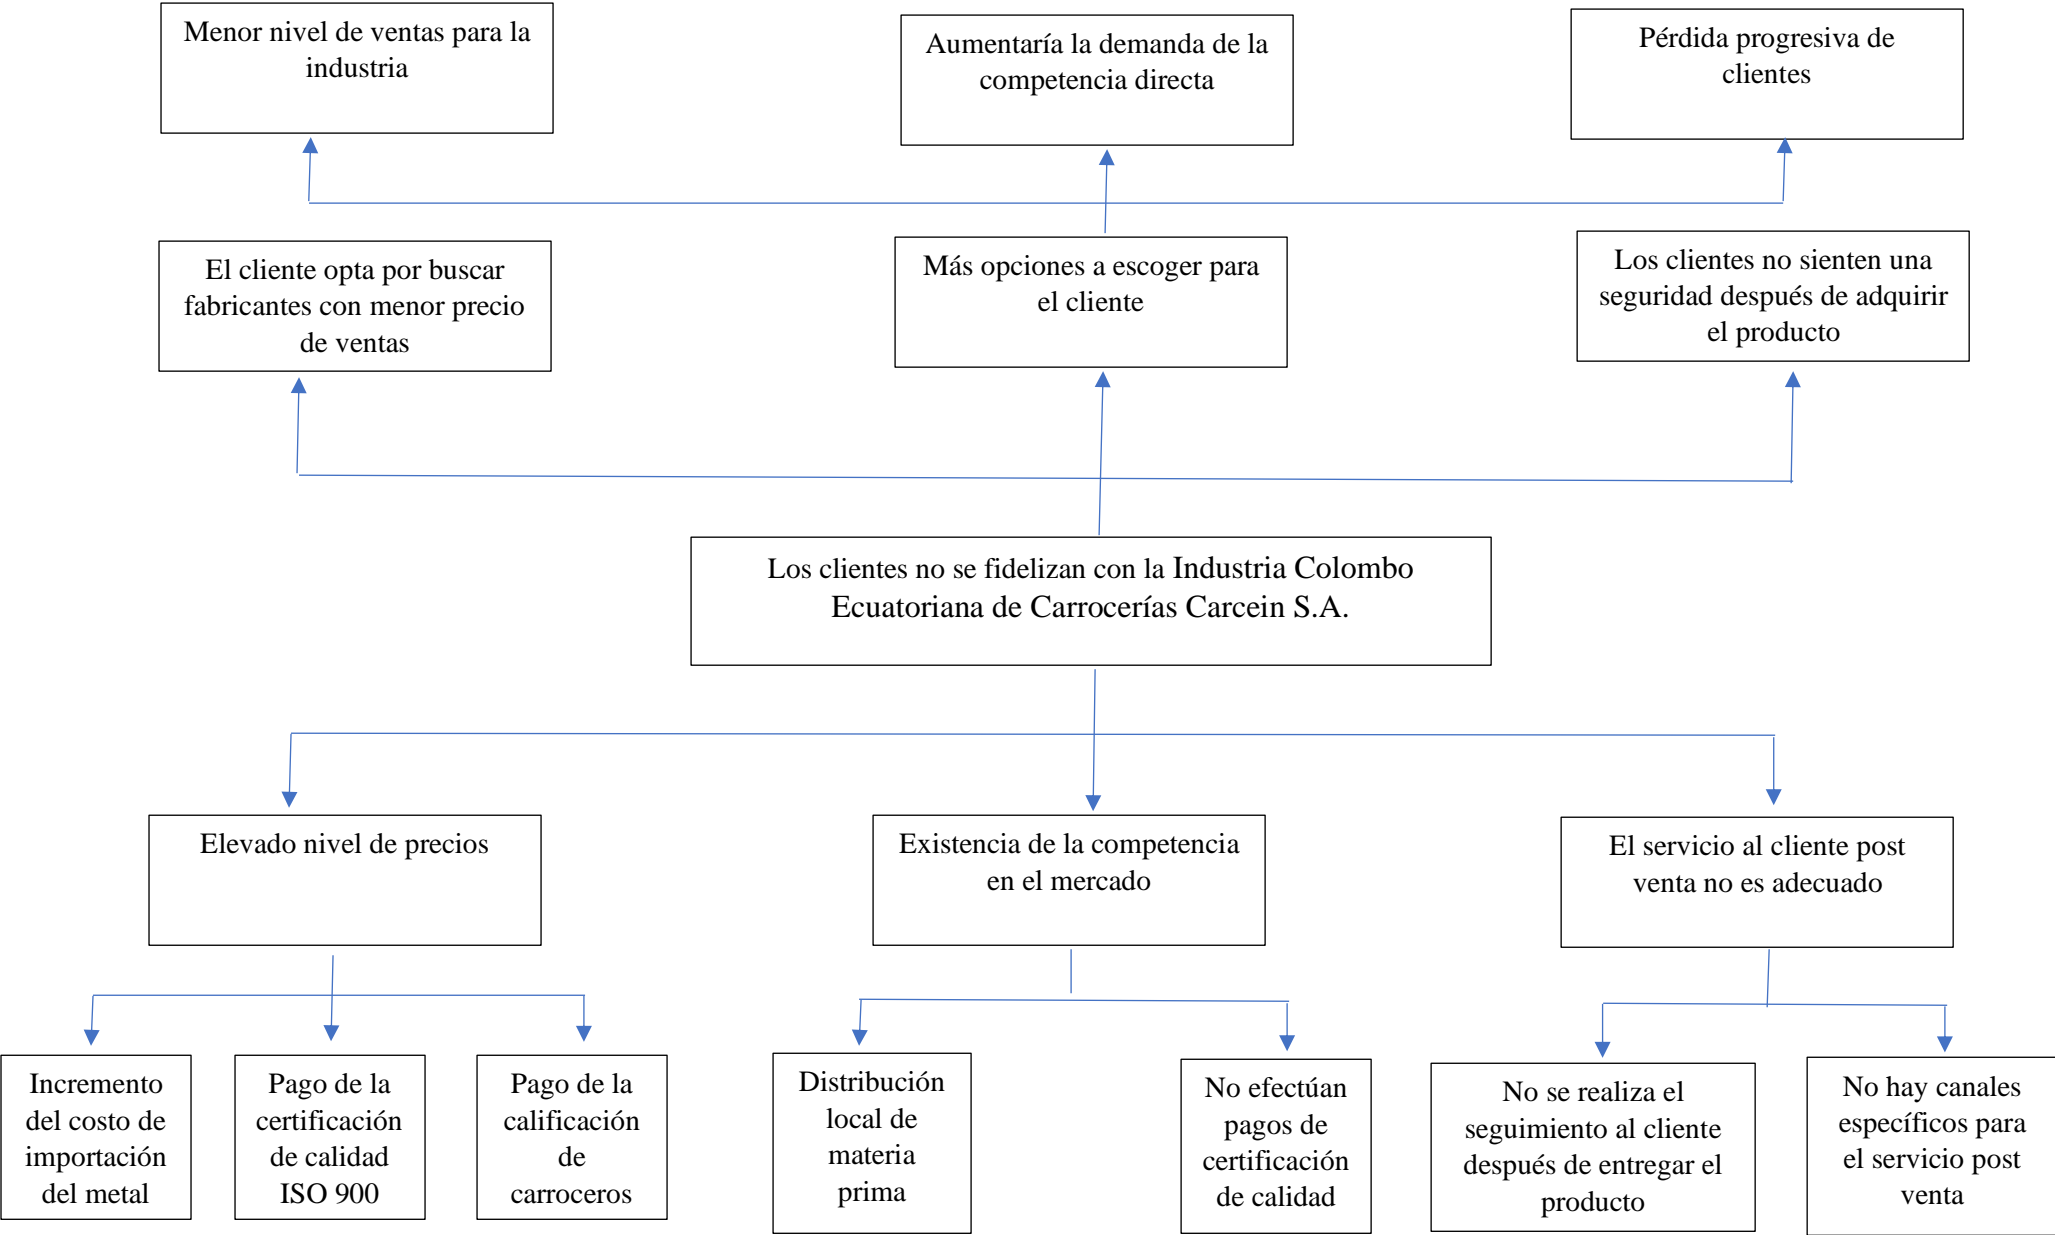 Menor nivel de ventas para la
industria
Aumentaría la demanda de la
competencia directa
Pérdida progresiva de
clientes
El cliente opta por buscar
fabricantes con menor precio
de ventas
Más opciones a escoger para
el cliente
Los clientes no sienten una
seguridad después de adquirir
el producto
Los clientes no se fidelizan con la Industria Colombo
Ecuatoriana de Carrocerías Carcein S.A.
Elevado nivel de precios
Existencia de la competencia
en el mercado
El servicio al cliente post
venta no es adecuado
Incremento
del costo de
importación
del metal
Pago de la
certificación
de calidad
ISO 900
Pago de la
calificación
de
carroceros
Distribución
local de
materia
prima
No efectúan
pagos de
certificación
de calidad
No se realiza el
seguimiento al cliente
después de entregar el
producto
No hay canales
específicos para
el servicio post
venta